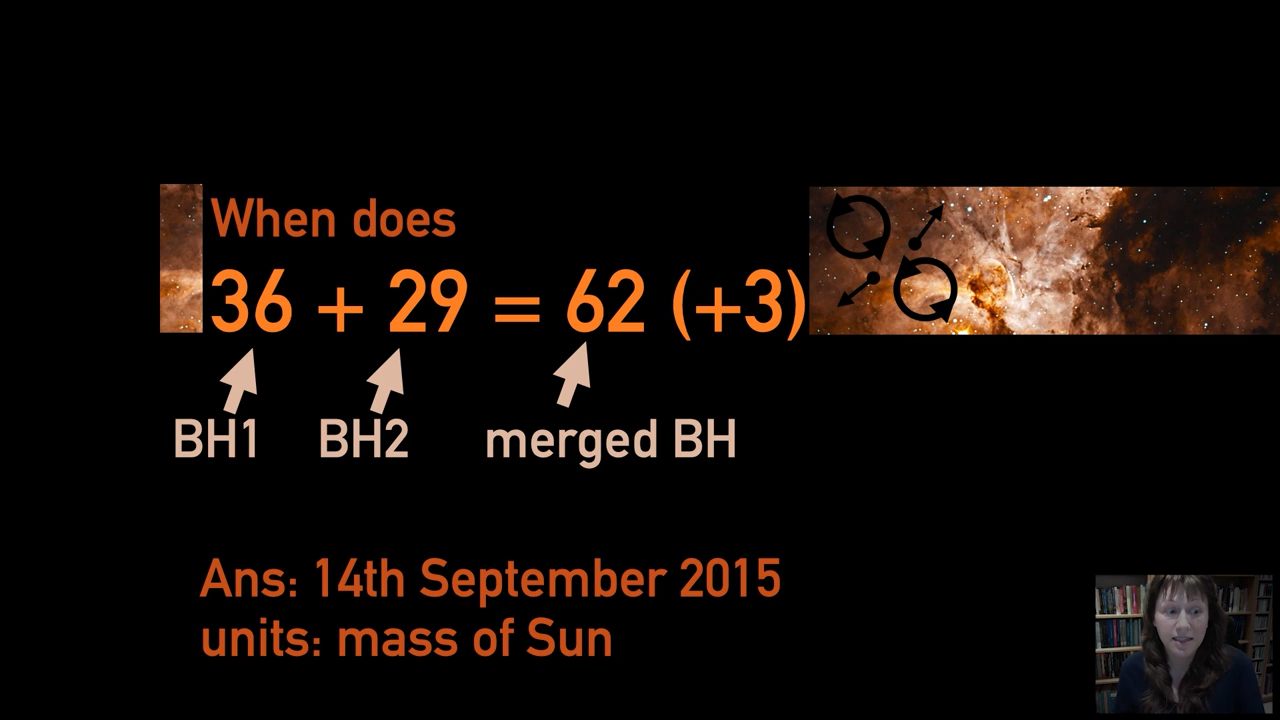 When does
36 + 29 = 62 (+3)
BH1 BH2 merged BH
Ans: 14th September 2015
units: mass of Sun